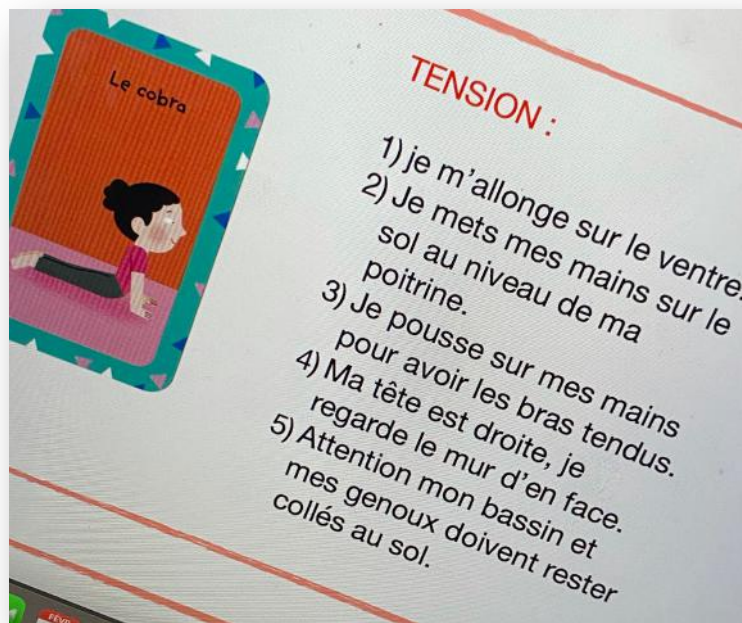 Le cobra
TENSION :
1) je m'allonge sur le ventre.
2) Je mets mes mains sur le
sol au niveau de ma
poitrine.
3) Je pousse sur mes mains
pour avoir les bras tendus.
4) Ma tête est droite, je
regarde le mur d'en face.
5) Attention mon bassin et
mes genoux doivent rester
collés au sol.
FÉVR